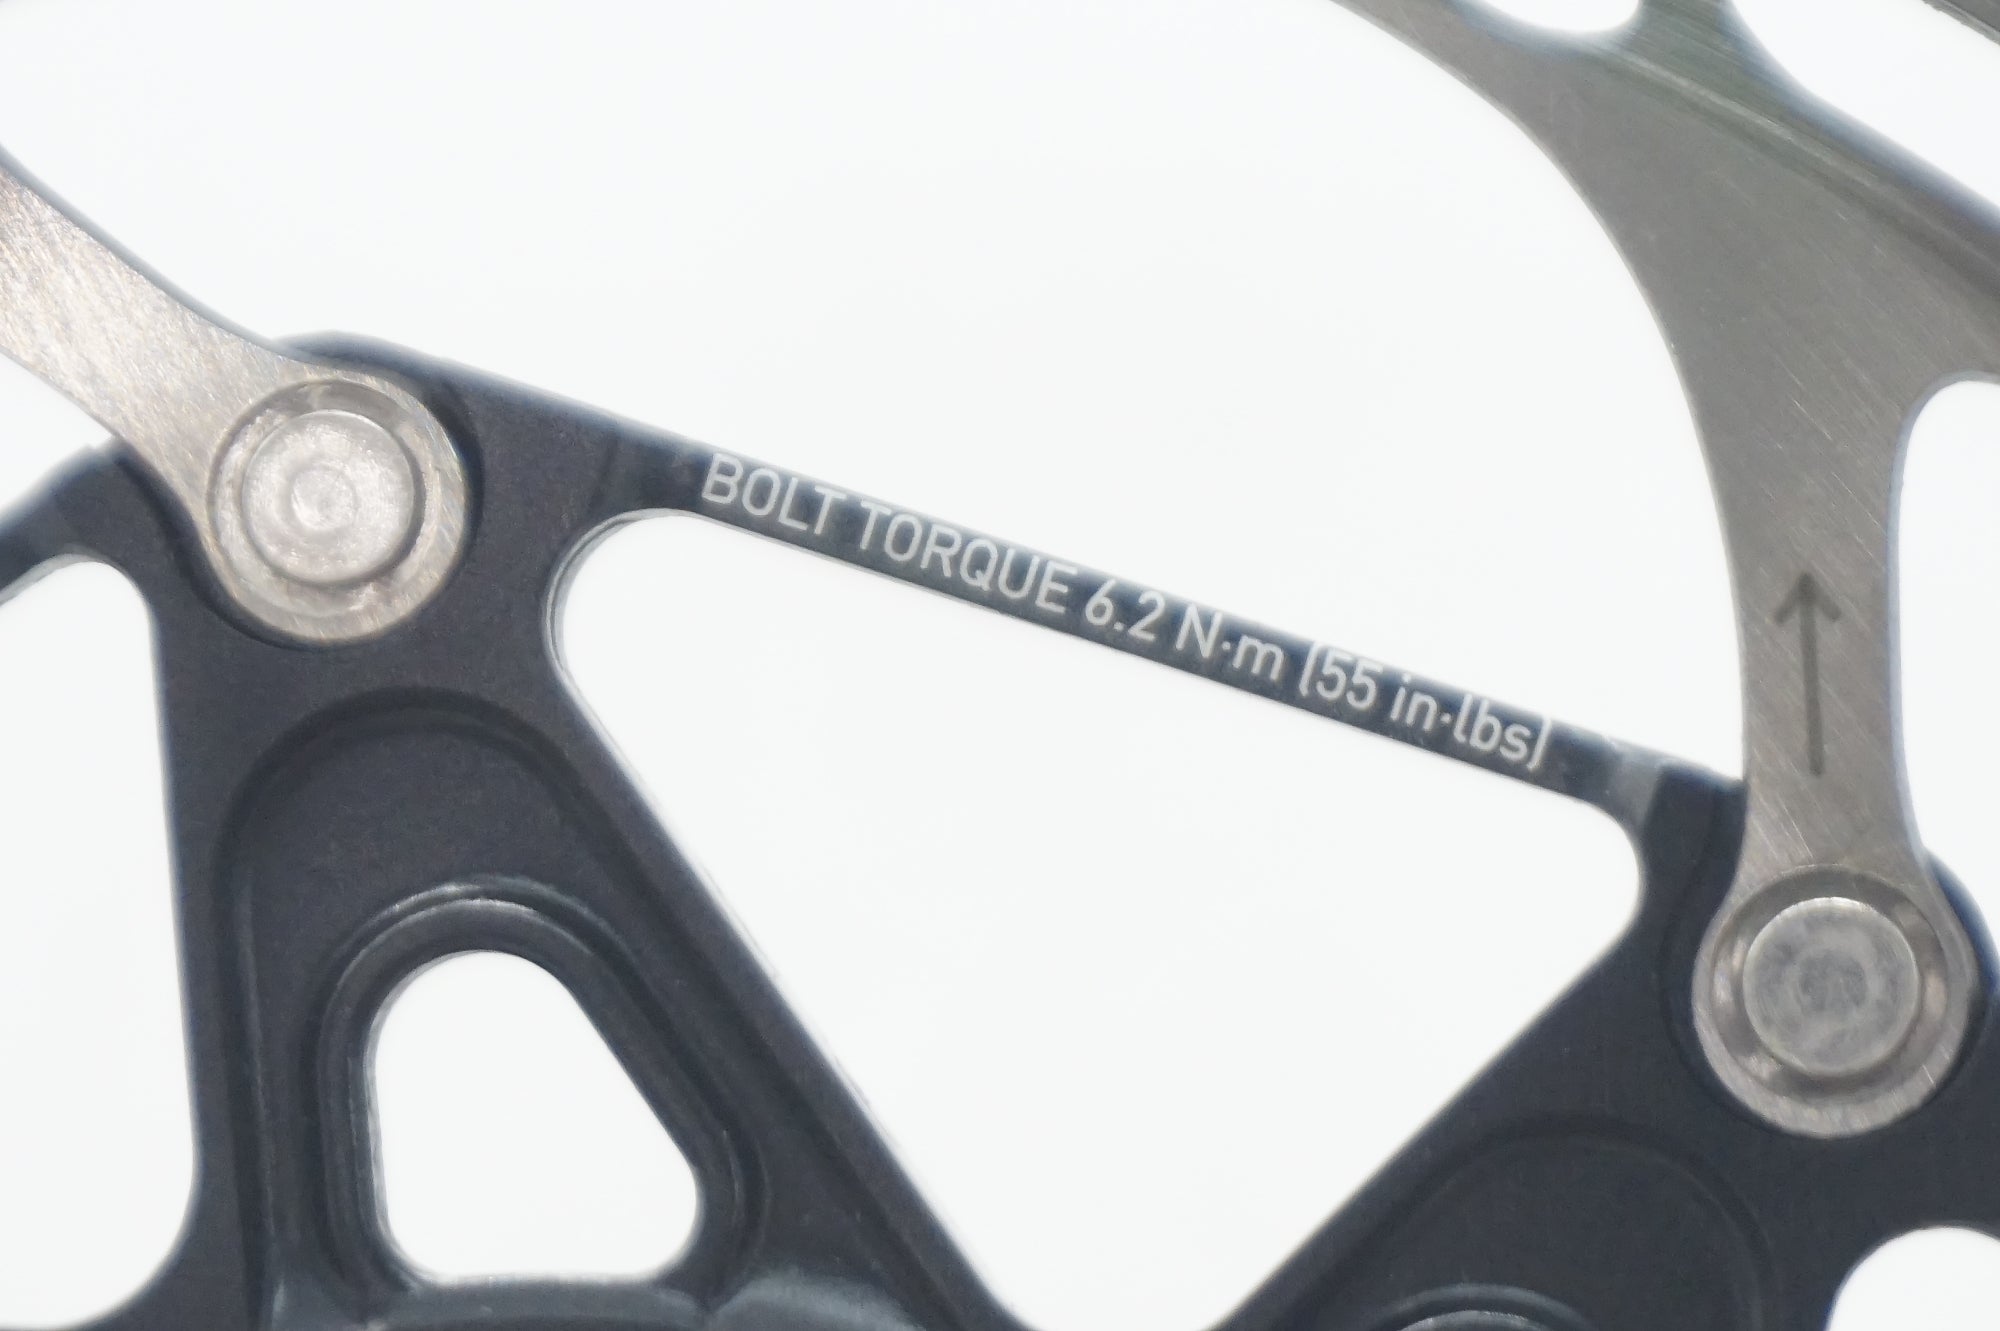 BOLT TORQUE 6.2 N·m (55 in·lbs)